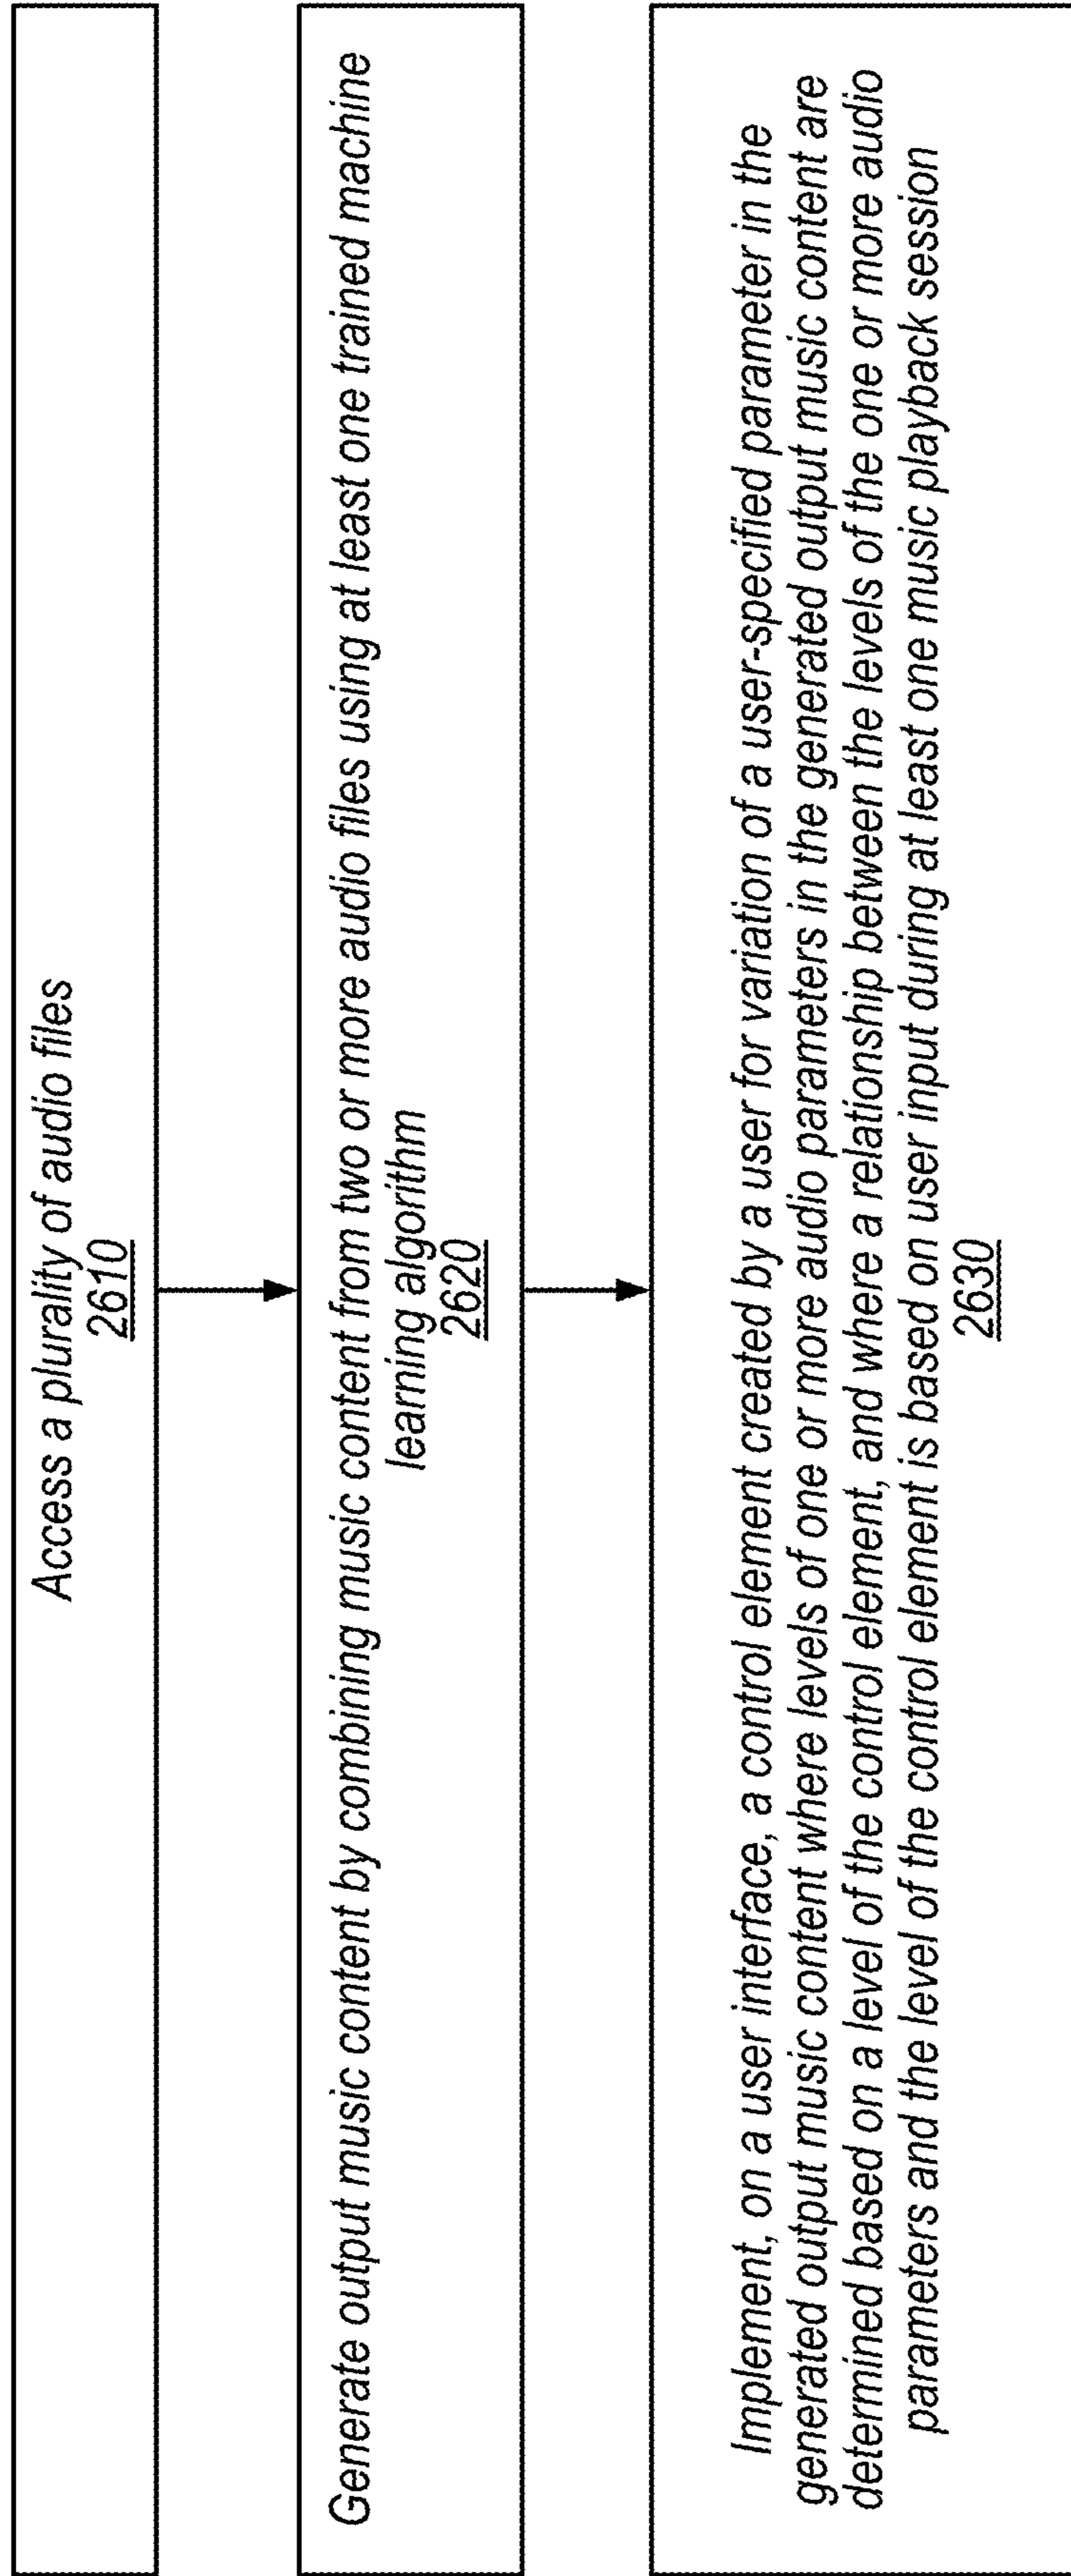 Access a plurality of audio files
2610
Generate output music content by combining music content from two or more audio files using at least one trained machine
learning algorithm
2620
Implement, on a user interface, a control element created by a user for variation of a user-specified parameter in the
generated output music content where levels of one or more audio parameters in the generated output music content are
determined based on a level of the control element, and where a relationship between the levels of the one or more audio
parameters and the level of the control element is based on user input during at least one music playback session
2630